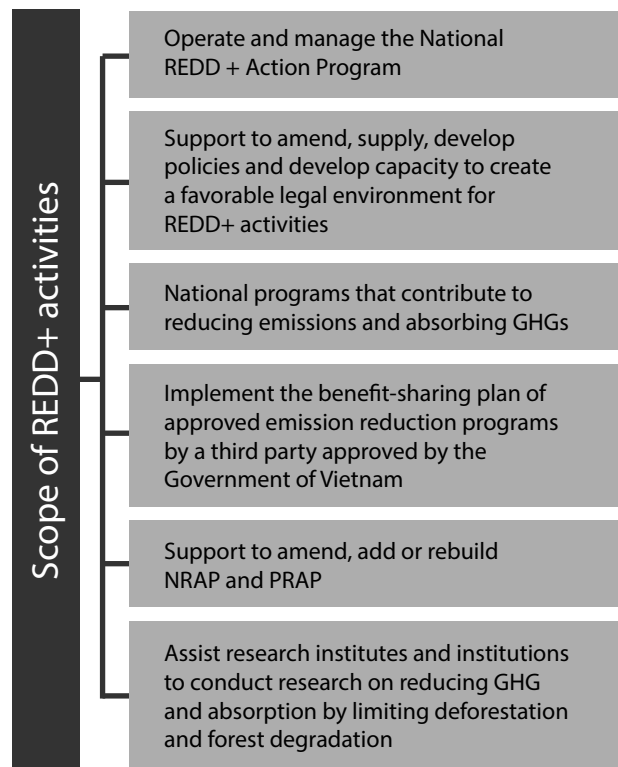 Scope of REDD+ activities
Operate and manage the National
REDD + Action Program
Support to amend, supply, develop
policies and develop capacity to create
a favorable legal environment for
REDD+ activities
National programs that contribute to
reducing emissions and absorbing GHGs
Implement the benefit-sharing plan of
approved emission reduction programs
by a third party approved by the
Government of Vietnam
Support to amend, add or rebuild
NRAP and PRAP
Assist research institutes and institutions
to conduct research on reducing GHG
and absorption by limiting deforestation
and forest degradation